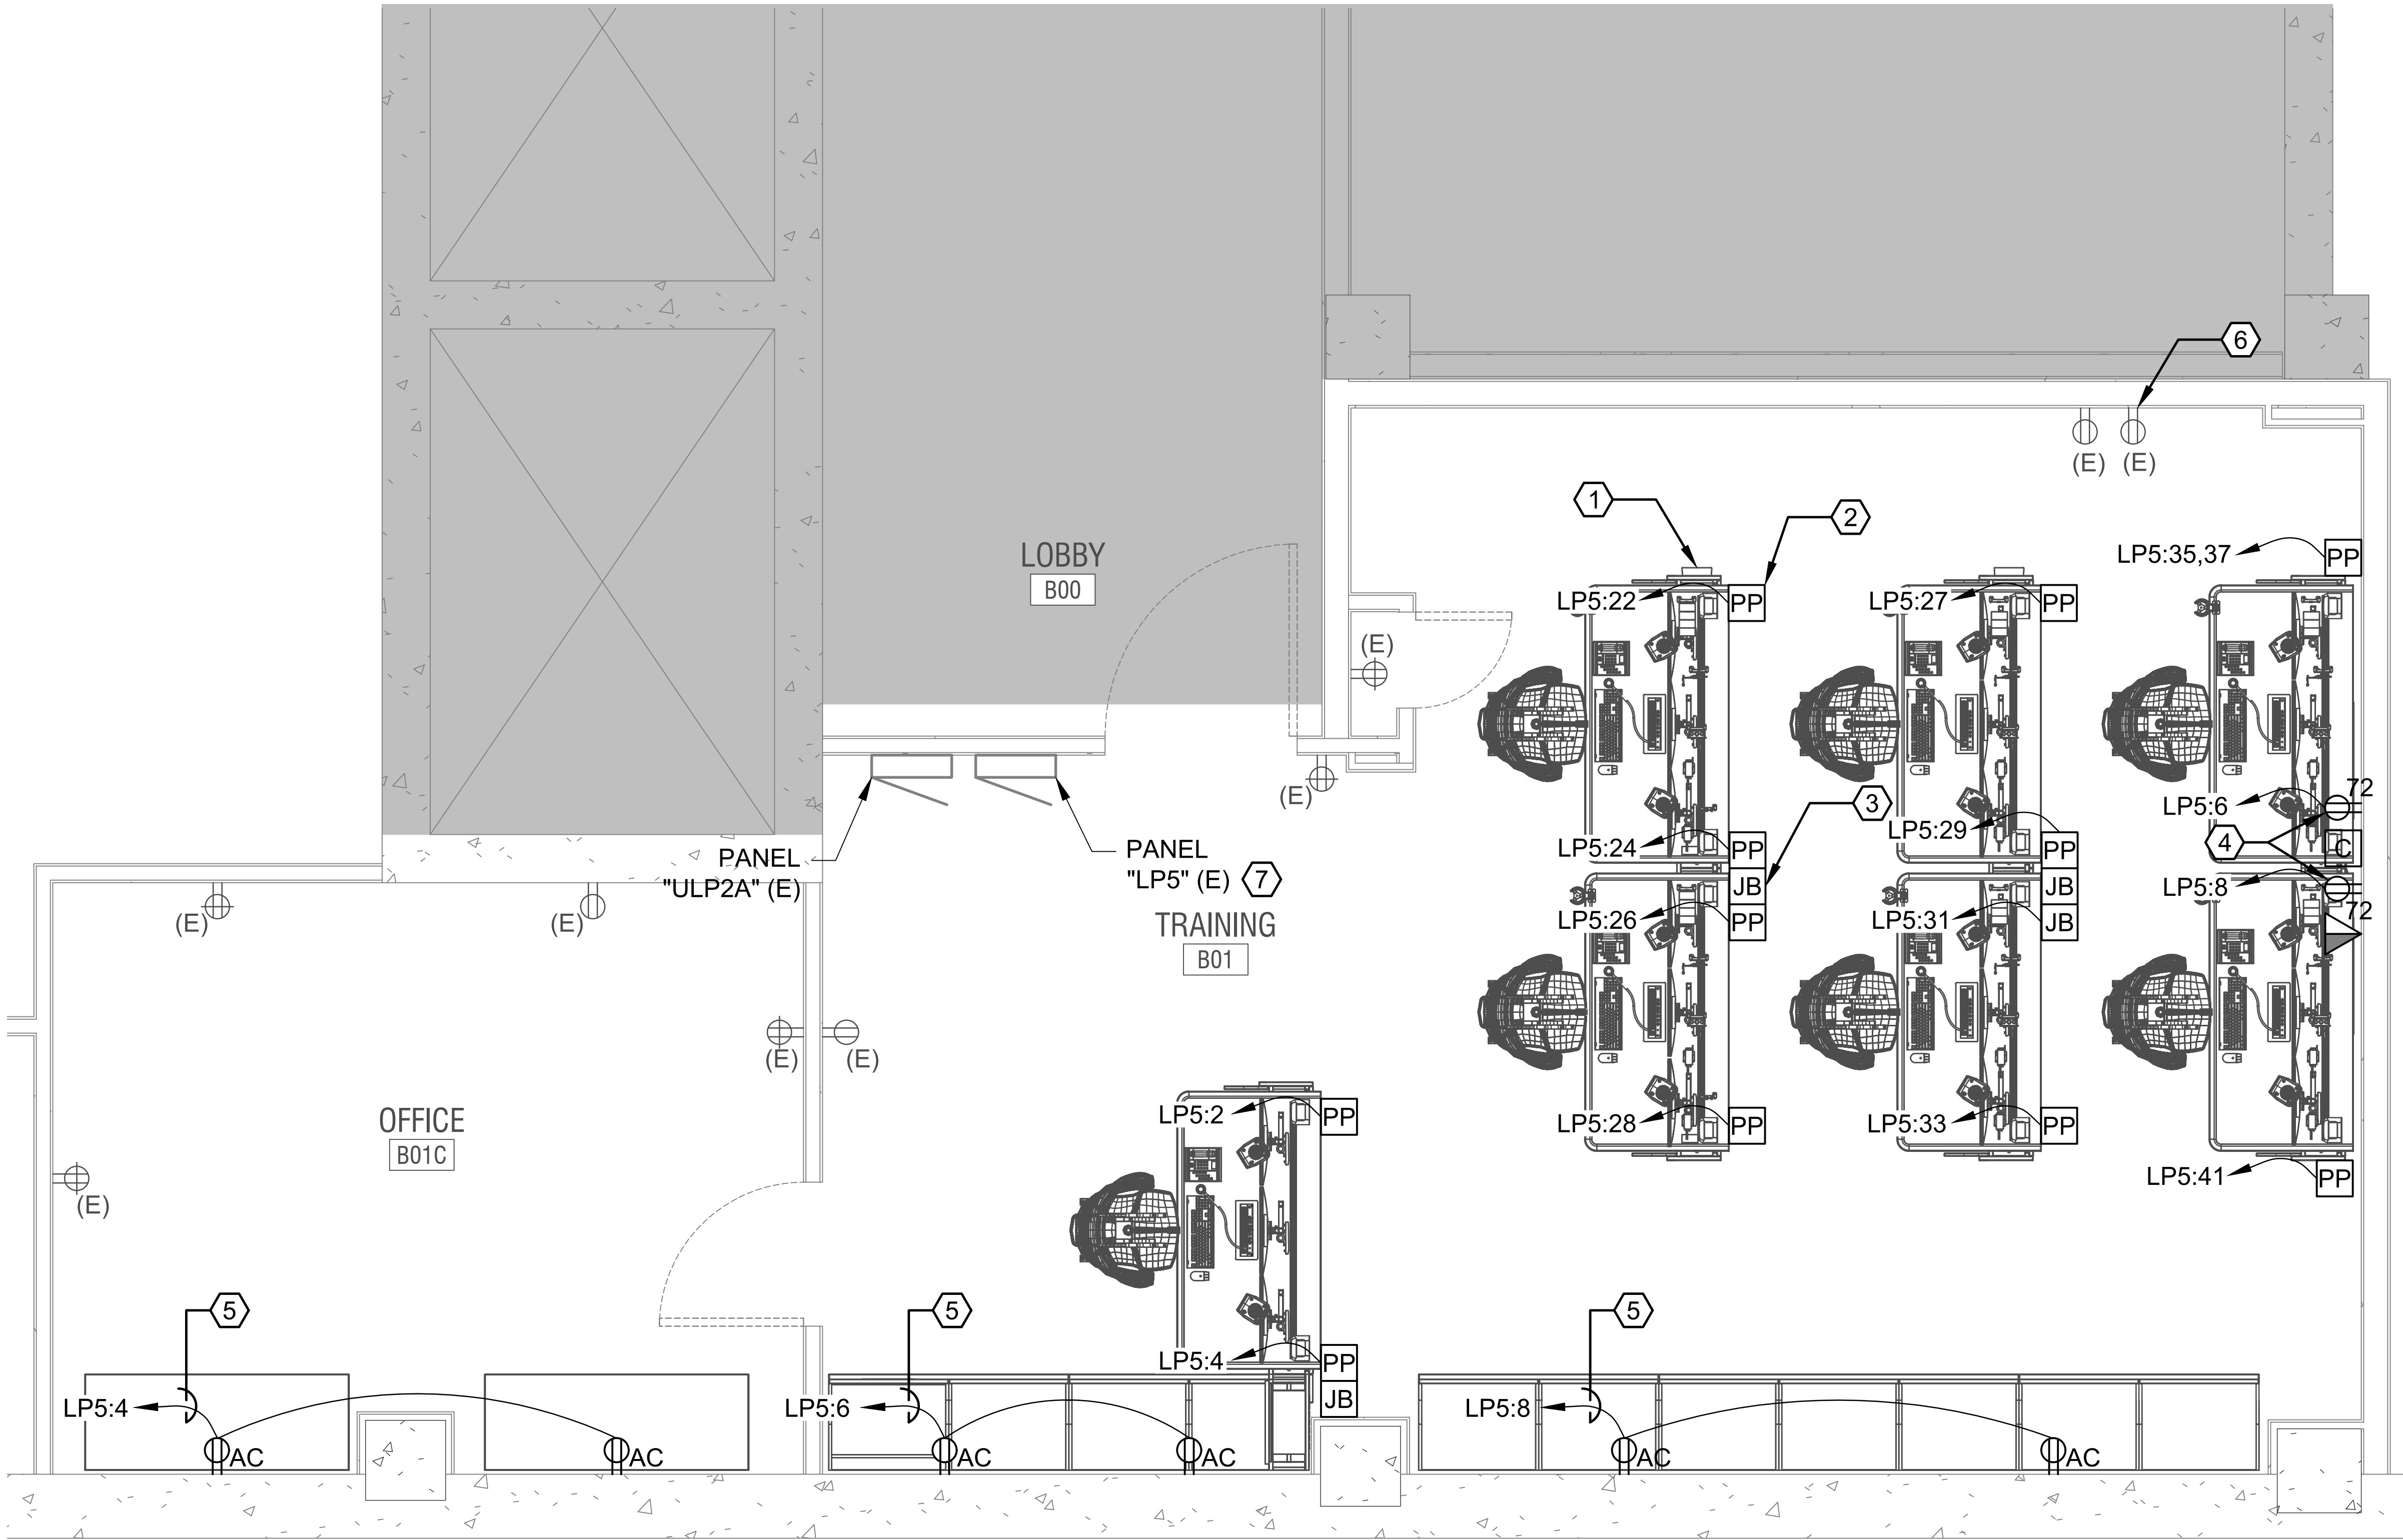 6
(E) (E)
1
2
LOBBY
B00
LP5:35,37
PP
LP5:22
PP
LP5:27
PP
(E)
(E)
72
LP5:6
3
LP5:29
4
C
PANEL
"ULP2A" (E)
PANEL
"LP5" (E) 7
LP5:24
PP
PP
JB
JB
LP5:8
72
(E)
(E)
TRAINING
B01
LP5:26
PP
LP5:31
JB
(E)
(E)
OFFICE
B01C
LP5:2
PP
LP5:28
PP
LP5:33
PP
LP5:41
PP
(E)
5
5
5
LP5:4
PP
JB
LP5:4
AC
AC
LP5:6
AC
AC
LP5:8
AC
AC